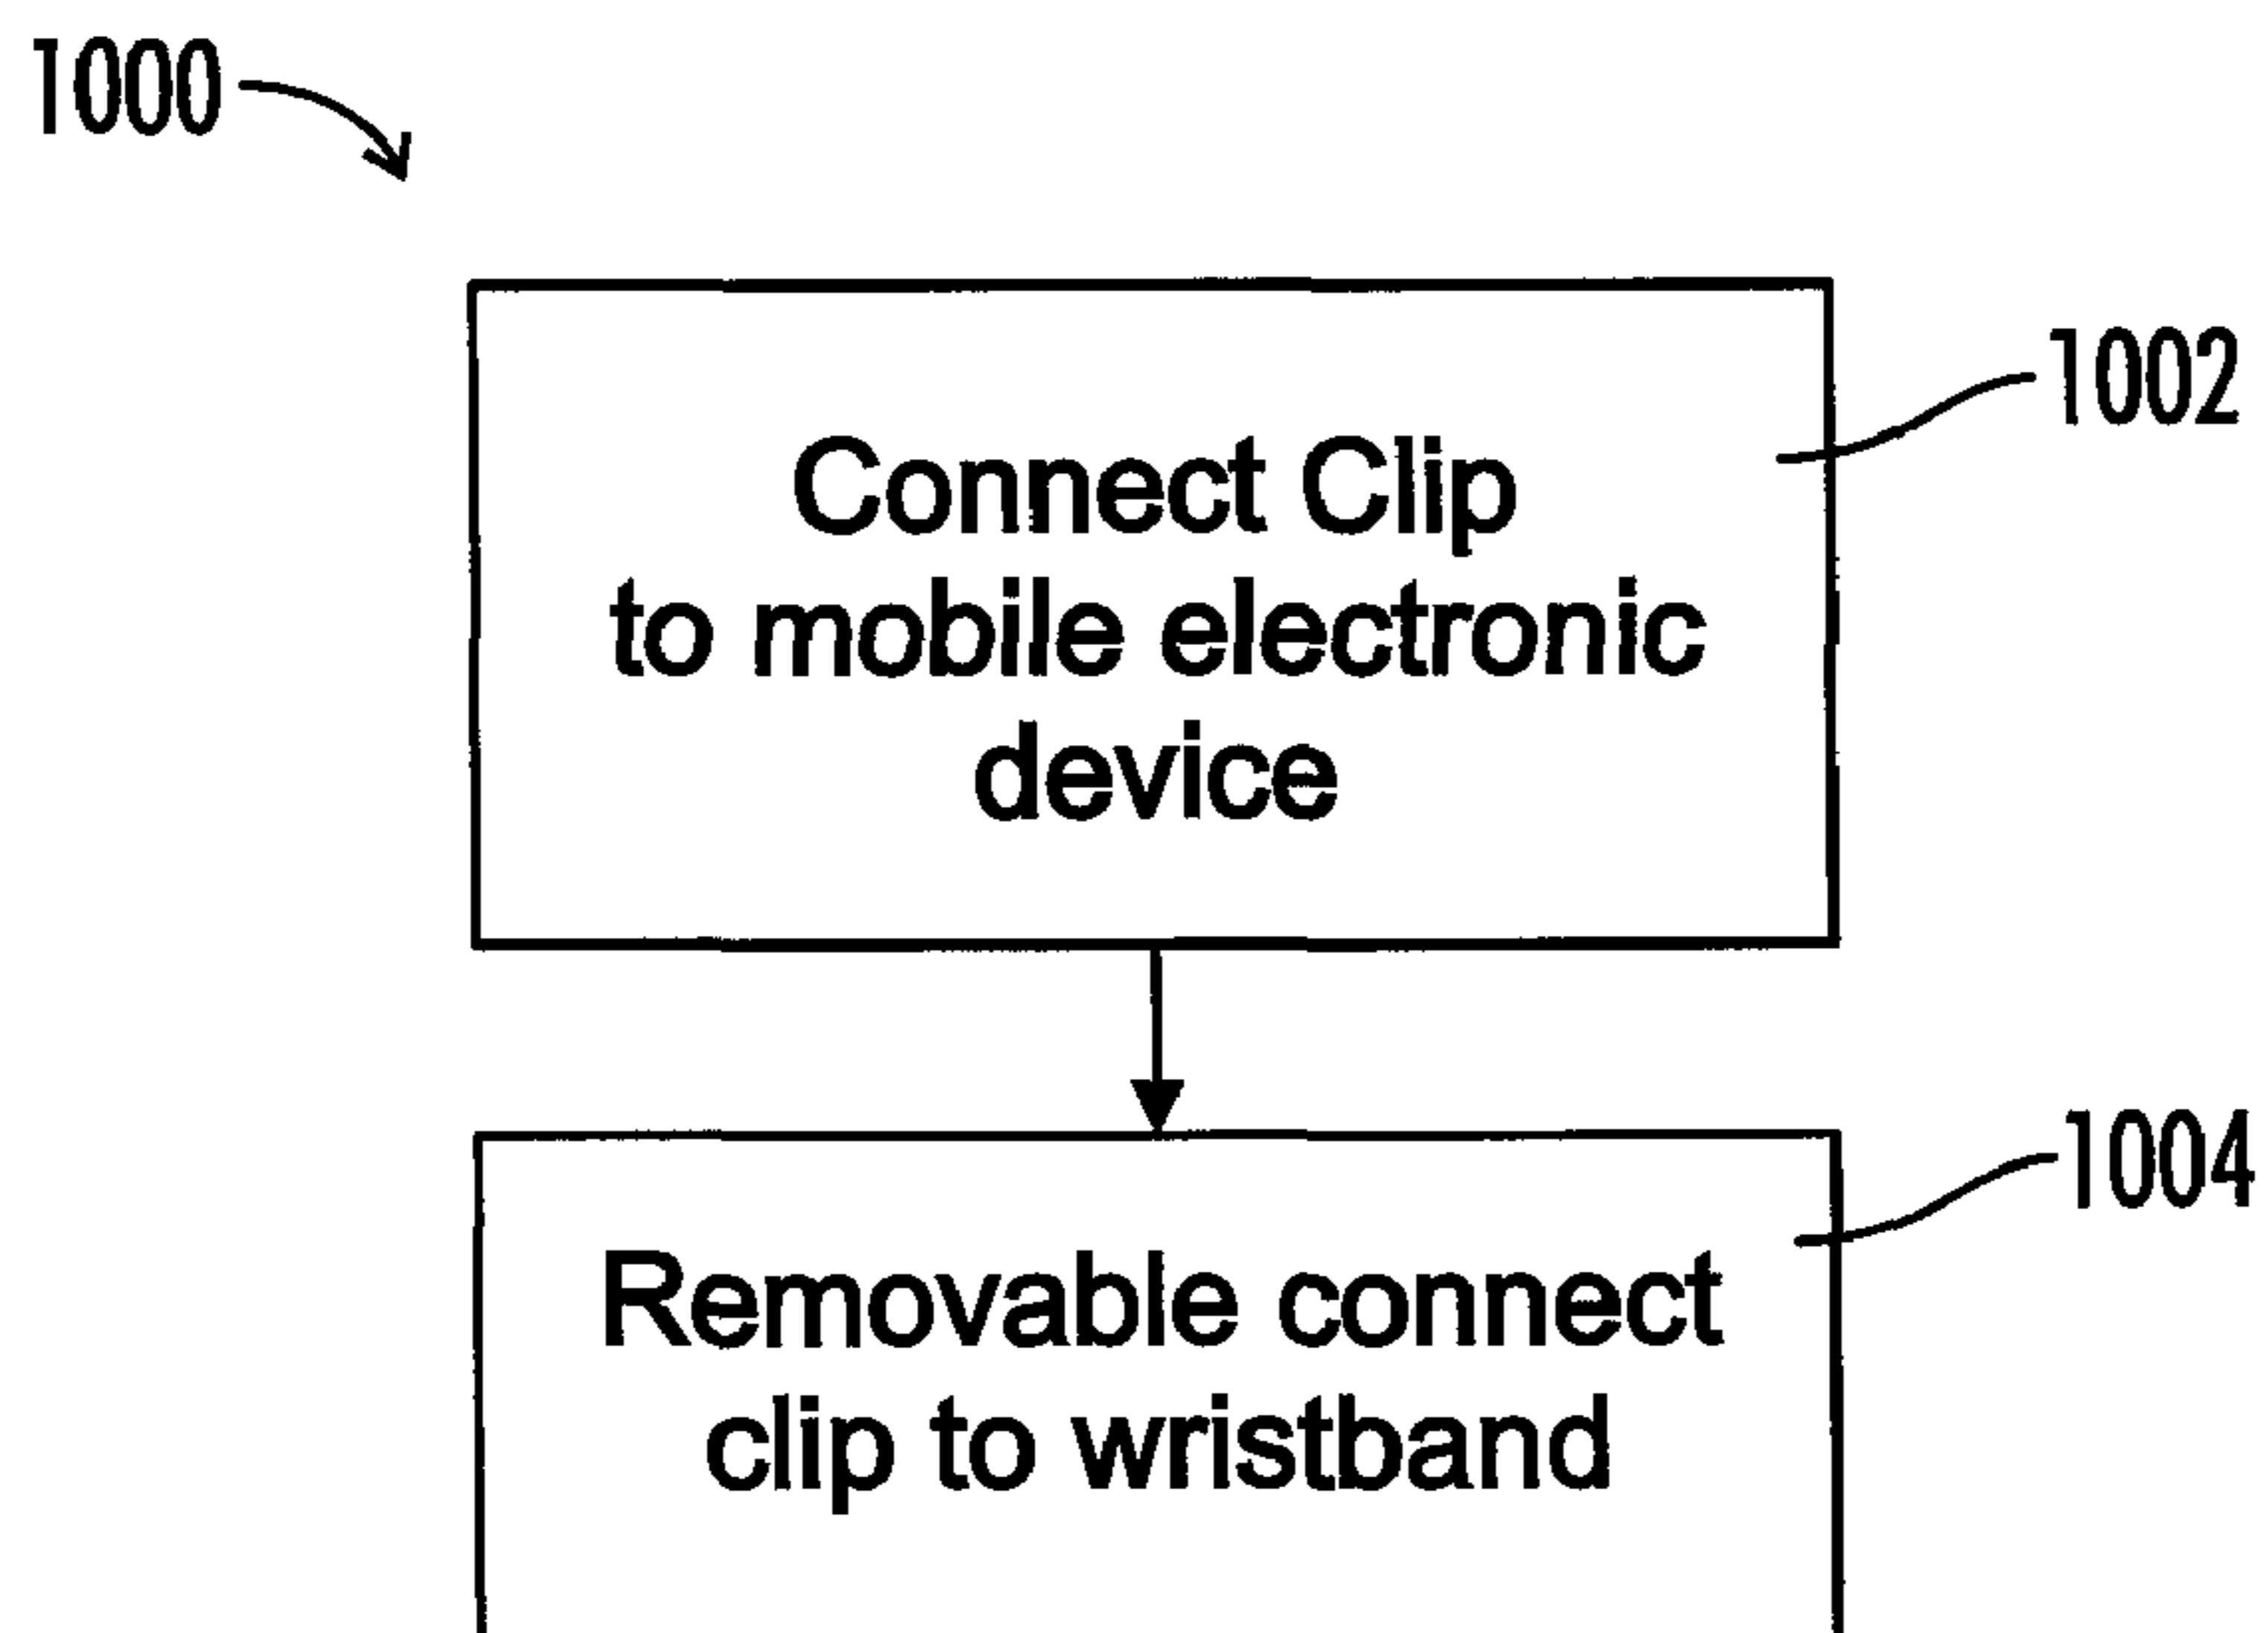 1000
1002
Connect Clip
to mobile electronic
device
1004
Removable connect
clip to wristband